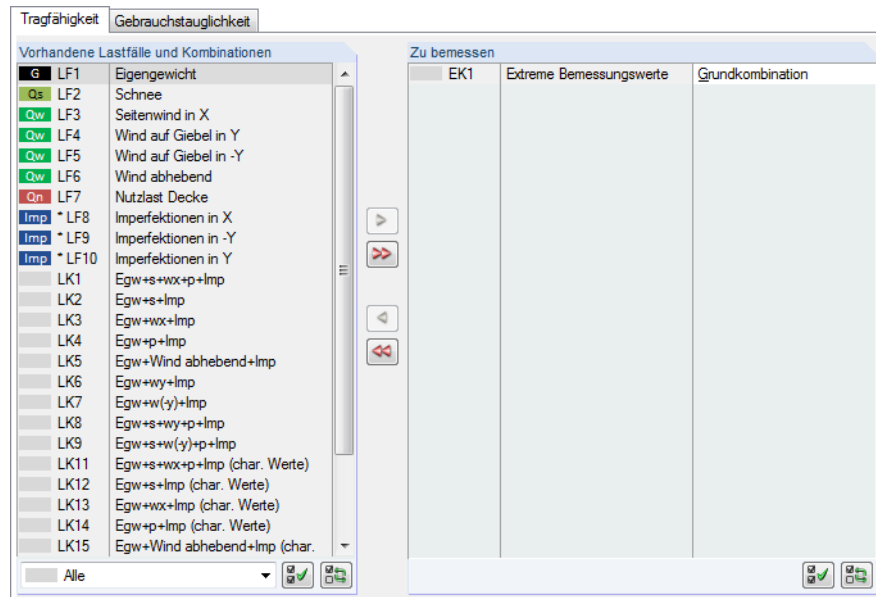 Tragfähigkeit Gebrauchstauglichkeit
Vorhandene Lastfälle und Kombinationen
G LF1 Eigengewicht
Qs LF2 Schnee
Qw LF3 Seitenwind in X
Qw LF4 Wind auf Giebel in Y
Qw LF5 Wind auf Giebel in -Y
Qw LF6 Wind abhebend
Qn LF7 Nutzlast Decke
Imp * LF8 Imperfektionen in X
Imp * LF9 Imperfektionen in -Y
Imp * LF10 Imperfektionen in Y
LK1 Egw+s+wx+p+Imp
LK2 Egw+s+Imp
LK3 Egw+wx+Imp
LK4 Egw+p+Imp
LK5 Egw+Wind abhebend+Imp
LK6 Egw+wy+Imp
LK7 Egw+w(-y)+Imp
LK8 Egw+s+wy+p+Imp
LK9 Egw+s+w(-y)+p+Imp
LK11 Egw+s+wx+p+Imp (char. Werte)
LK12 Egw+s+Imp (char. Werte)
LK13 Egw+wx+Imp (char. Werte)
LK14 Egw+p+Imp (char. Werte)
LK15 Egw+Wind abhebend+Imp (char.
Alle
Zu bemessen
EK1 Extreme Bemessungswerte Grundkombination